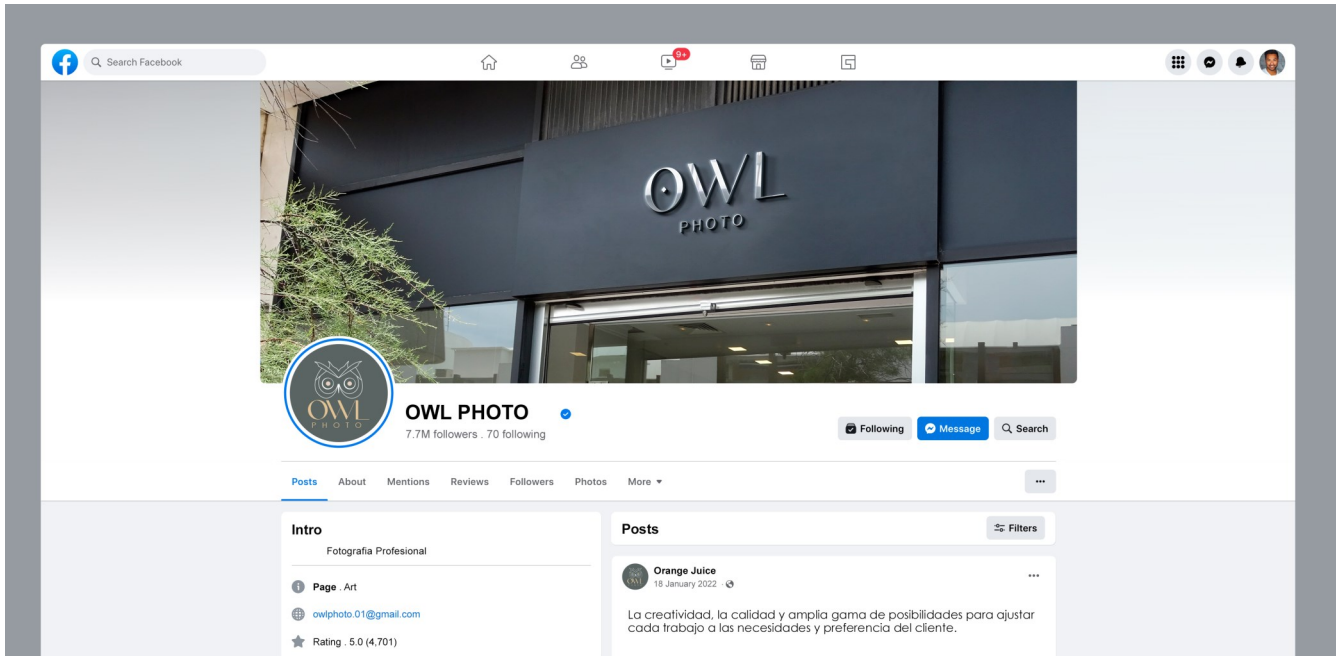 Search Facebook
9+
OWL
PHOTO
OWL
PHOTO
OWL PHOTO
7.7M followers . 70 following
Following
Message
Search
Posts
About
Mentions
Reviews
Followers
Photos
More
Intro
Fotografia Profesional
Page . Art
owlphoto.01@gmail.com
Rating . 5.0 (4,701)
Posts
Filters
Orange Juice
18 January 2022 ·
La creatividad, la calidad y amplia gama de posibilidades para ajustar
cada trabajo a las necesidades y preferencia del cliente.